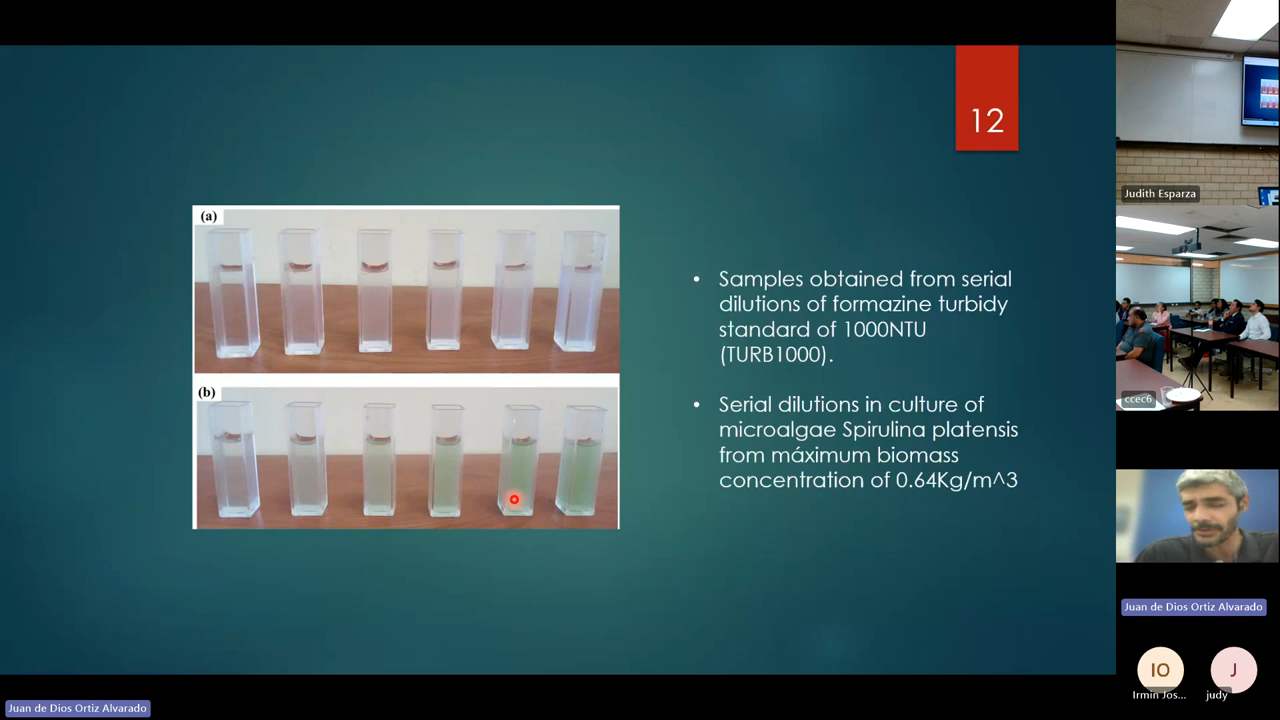 12
(a)
(b)
• Samples obtained from serial
dilutions of formazine turbidy
standard of 1000NTU
(TURB1000).
• Serial dilutions in culture of
microalgae Spirulina platensis
from máximum biomass
concentration of 0.64Kg/m^3
Judith Esparza
ccec6
Juan de Dios Ortiz Alvarado
IO
J
Irmin Jos...
judy
Juan de Dios Ortiz Alvarado